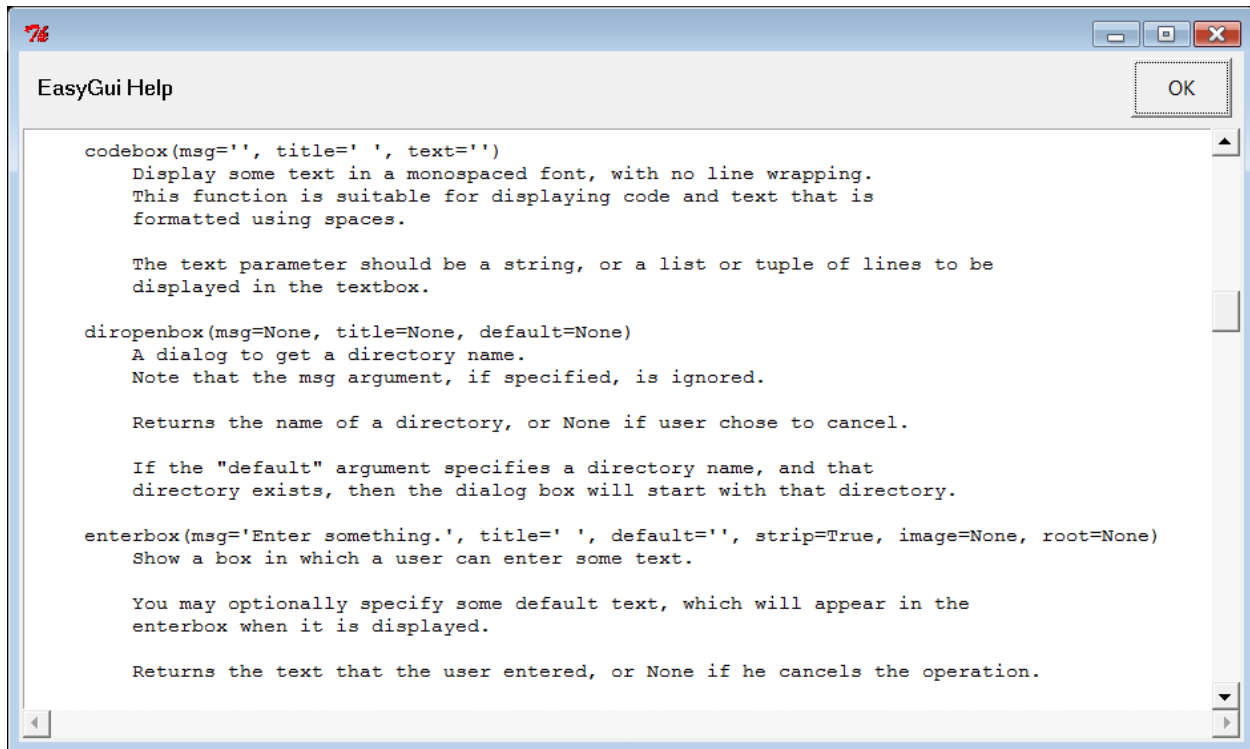 EasyGui Help
OK
codebox(msg='', title=' ', text='')
Display some text in a monospaced font, with no line wrapping.
This function is suitable for displaying code and text that is
formatted using spaces.
The text parameter should be a string, or a list or tuple of lines to be
displayed in the textbox.
diropenbox(msg=None, title=None, default=None)
A dialog to get a directory name.
Note that the msg argument, if specified, is ignored.
Returns the name of a directory, or None if user chose to cancel.
If the "default" argument specifies a directory name, and that
directory exists, then the dialog box will start with that directory.
enterbox(msg='Enter something.', title=' ', default='', strip=True, image=None, root=None)
Show a box in which a user can enter some text.
You may optionally specify some default text, which will appear in the
enterbox when it is displayed.
Returns the text that the user entered, or None if he cancels the operation.